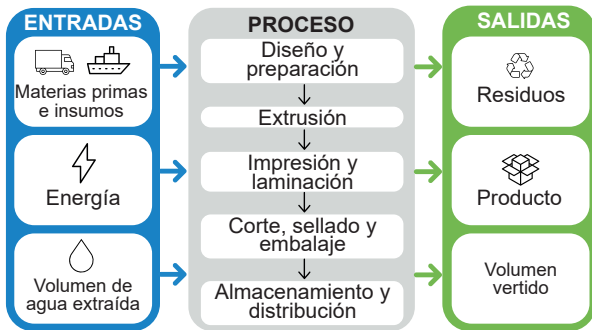 ENTRADAS
Materias primas
e insumos
Energía
Volumen de
agua extraída
PROCESO
Diseño y
preparación
Extrusión
Impresión y
laminación
Corte, sellado y
embalaje
Almacenamiento y
distribución
SALIDAS
Residuos
Producto
Volumen
vertido